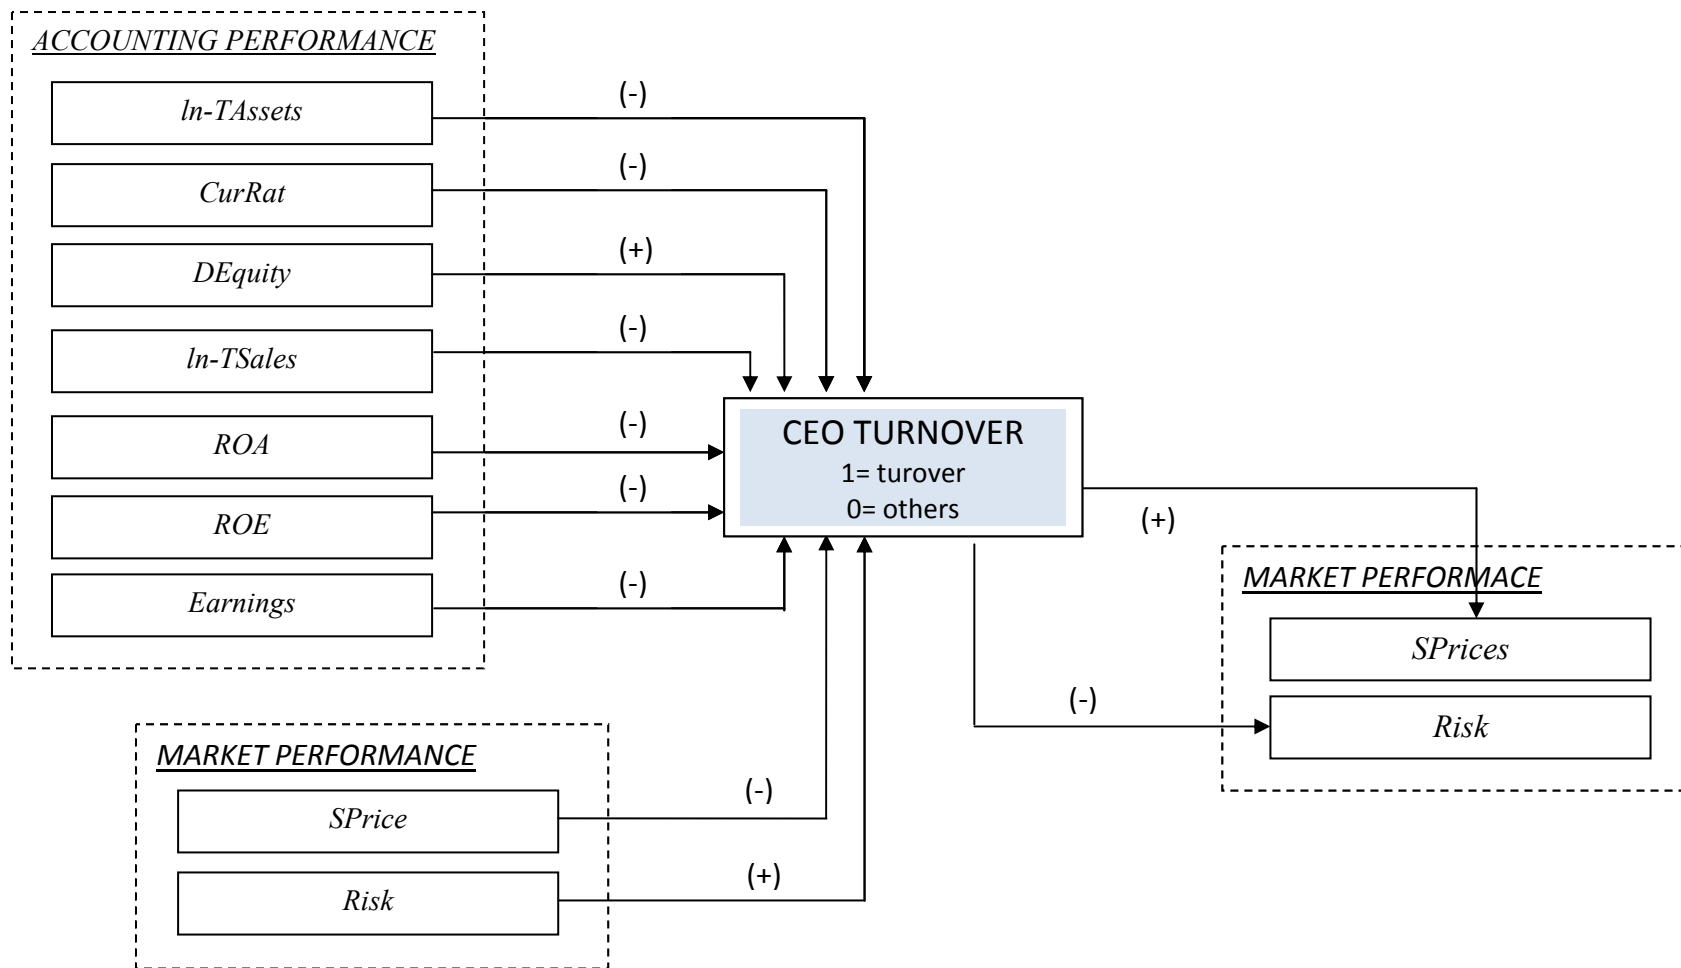 ACCOUNTING PERFORMANCE
ln-TAssets
(-)
CurRat
(-)
DEquity
(+)
ln-TSales
(-)
ROA
(-)
ROE
(-)
Earnings
(-)
CEO TURNOVER
1= turover
0= others
(+)
(-)
MARKET PERFORMACE
SPrices
Risk
MARKET PERFORMANCE
SPrice
(-)
Risk
(+)